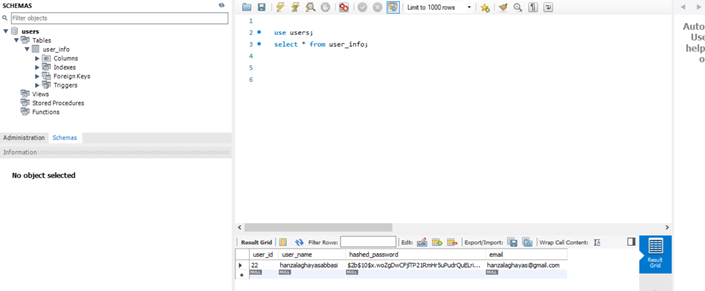 SCHEMAS
Filter objects
users
Tables
user_info
Columns
Indexes
Foreign Keys
Triggers
Views
Stored Procedures
Functions
Administration Schemas
Information
No object selected
Limit to 1000 rows
1
2 use users;
3 select * from user_info;
4
5
6
Auto
Use
help
o
Result Grid Filter Rows: Edit: Export/Import: Wrap Cell Content:
user_id user_name hashed_password email
22 hanzalaghayasabbasi hanzalaghayas@gmail.com
NULL NULL NULL NULL
Result
Grid